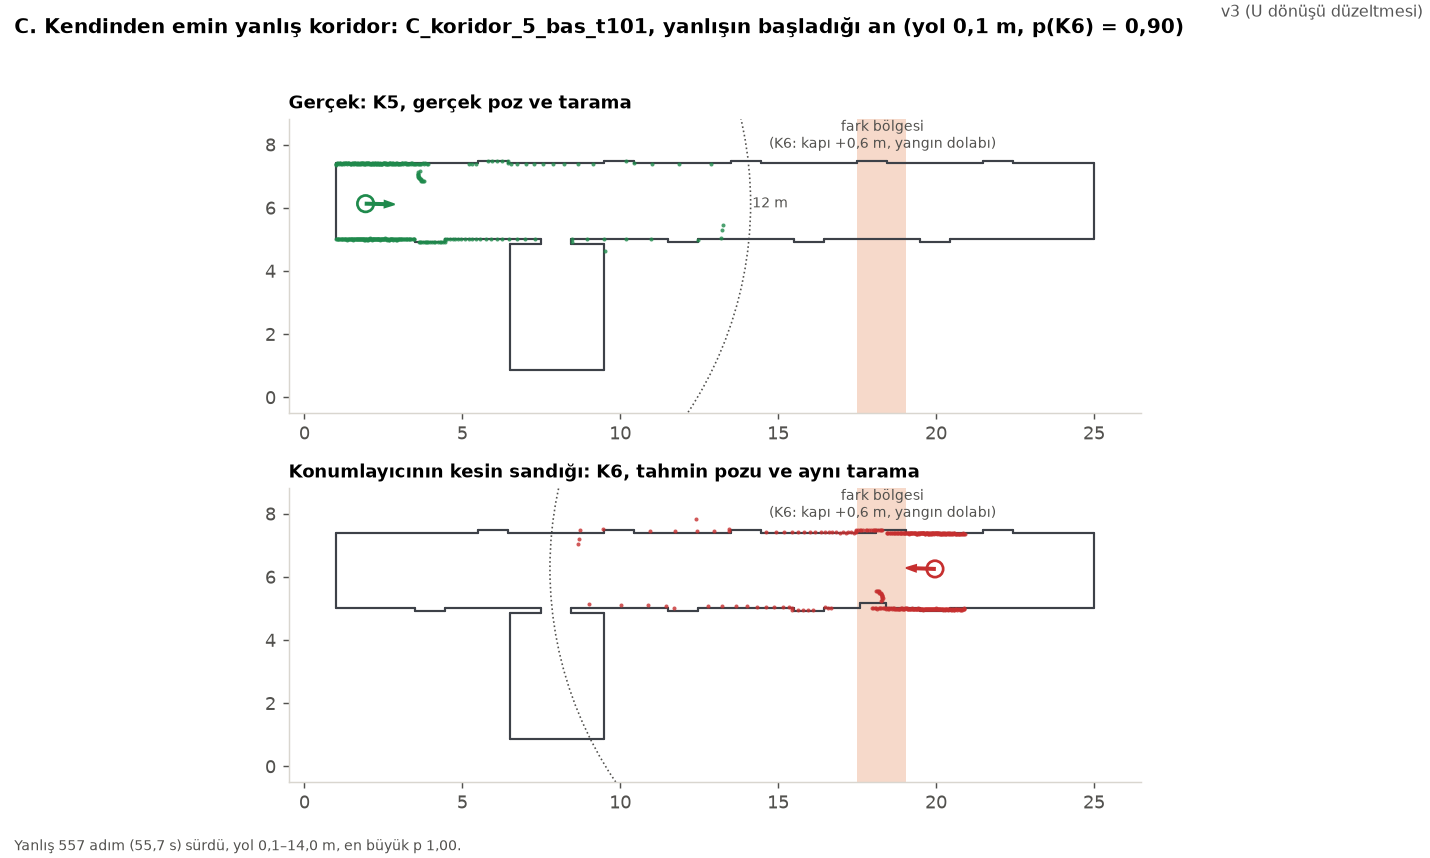 v3 (U dönüşü düzeltmesi)
C. Kendinden emin yanlış koridor: C_koridor_5_bas_t101, yanlışın başladığı an (yol 0,1 m, p(K6) = 0,90)
Gerçek: K5, gerçek poz ve tarama
fark bölgesi
(K6: kapı +0,6 m, yangın dolabı)
12 m
8
6
4
2
0
0 5 10 15 20 25
Konumlayıcının kesin sandığı: K6, tahmin pozu ve aynı tarama
fark bölgesi
(K6: kapı +0,6 m, yangın dolabı)
8
6
4
2
0
0 5 10 15 20 25
Yanlış 557 adım (55,7 s) sürdü, yol 0,1–14,0 m, en büyük p 1,00.